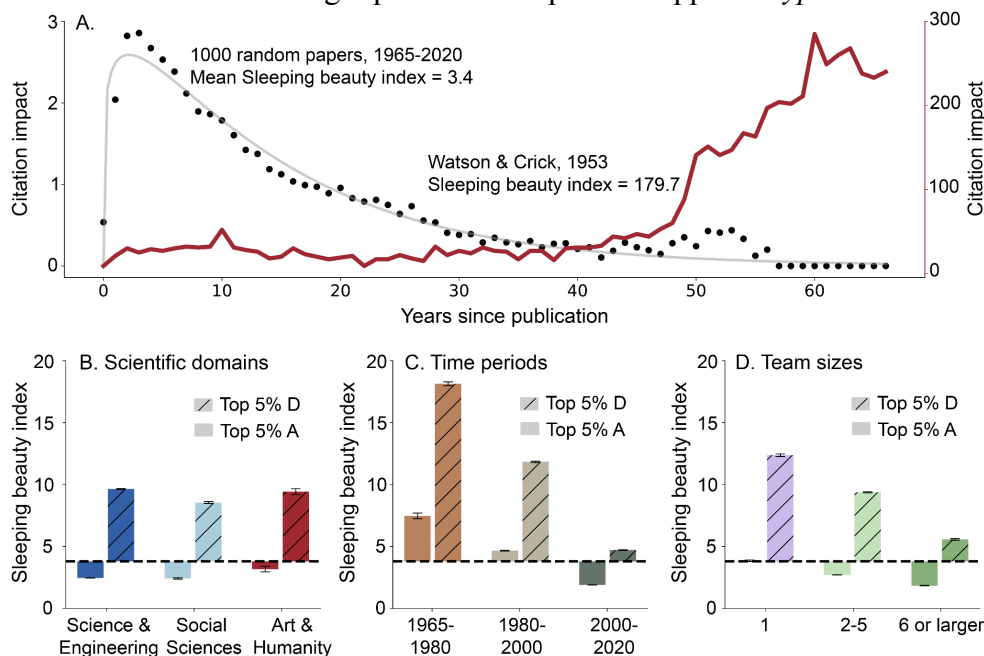 A.
1000 random papers, 1965-2020
Mean Sleeping beauty index = 3.4
Watson & Crick, 1953
Sleeping beauty index = 179.7
Citation impact
3
2
1
0
Citation impact
300
200
100
0
0 10 20 30 40 50 60
Years since publication
B. Scientific domains
Top 5% D
Top 5% A
Sleeping beauty index
20
15
10
5
0
Science & Social Art &
Engineering Sciences Humanity
C. Time periods
Top 5% D
Top 5% A
Sleeping beauty index
20
15
10
5
0
1965- 1980- 2000-
1980 2000 2020
D. Team sizes
Top 5% D
Top 5% A
Sleeping beauty index
20
15
10
5
0
1 2-5 6 or larger